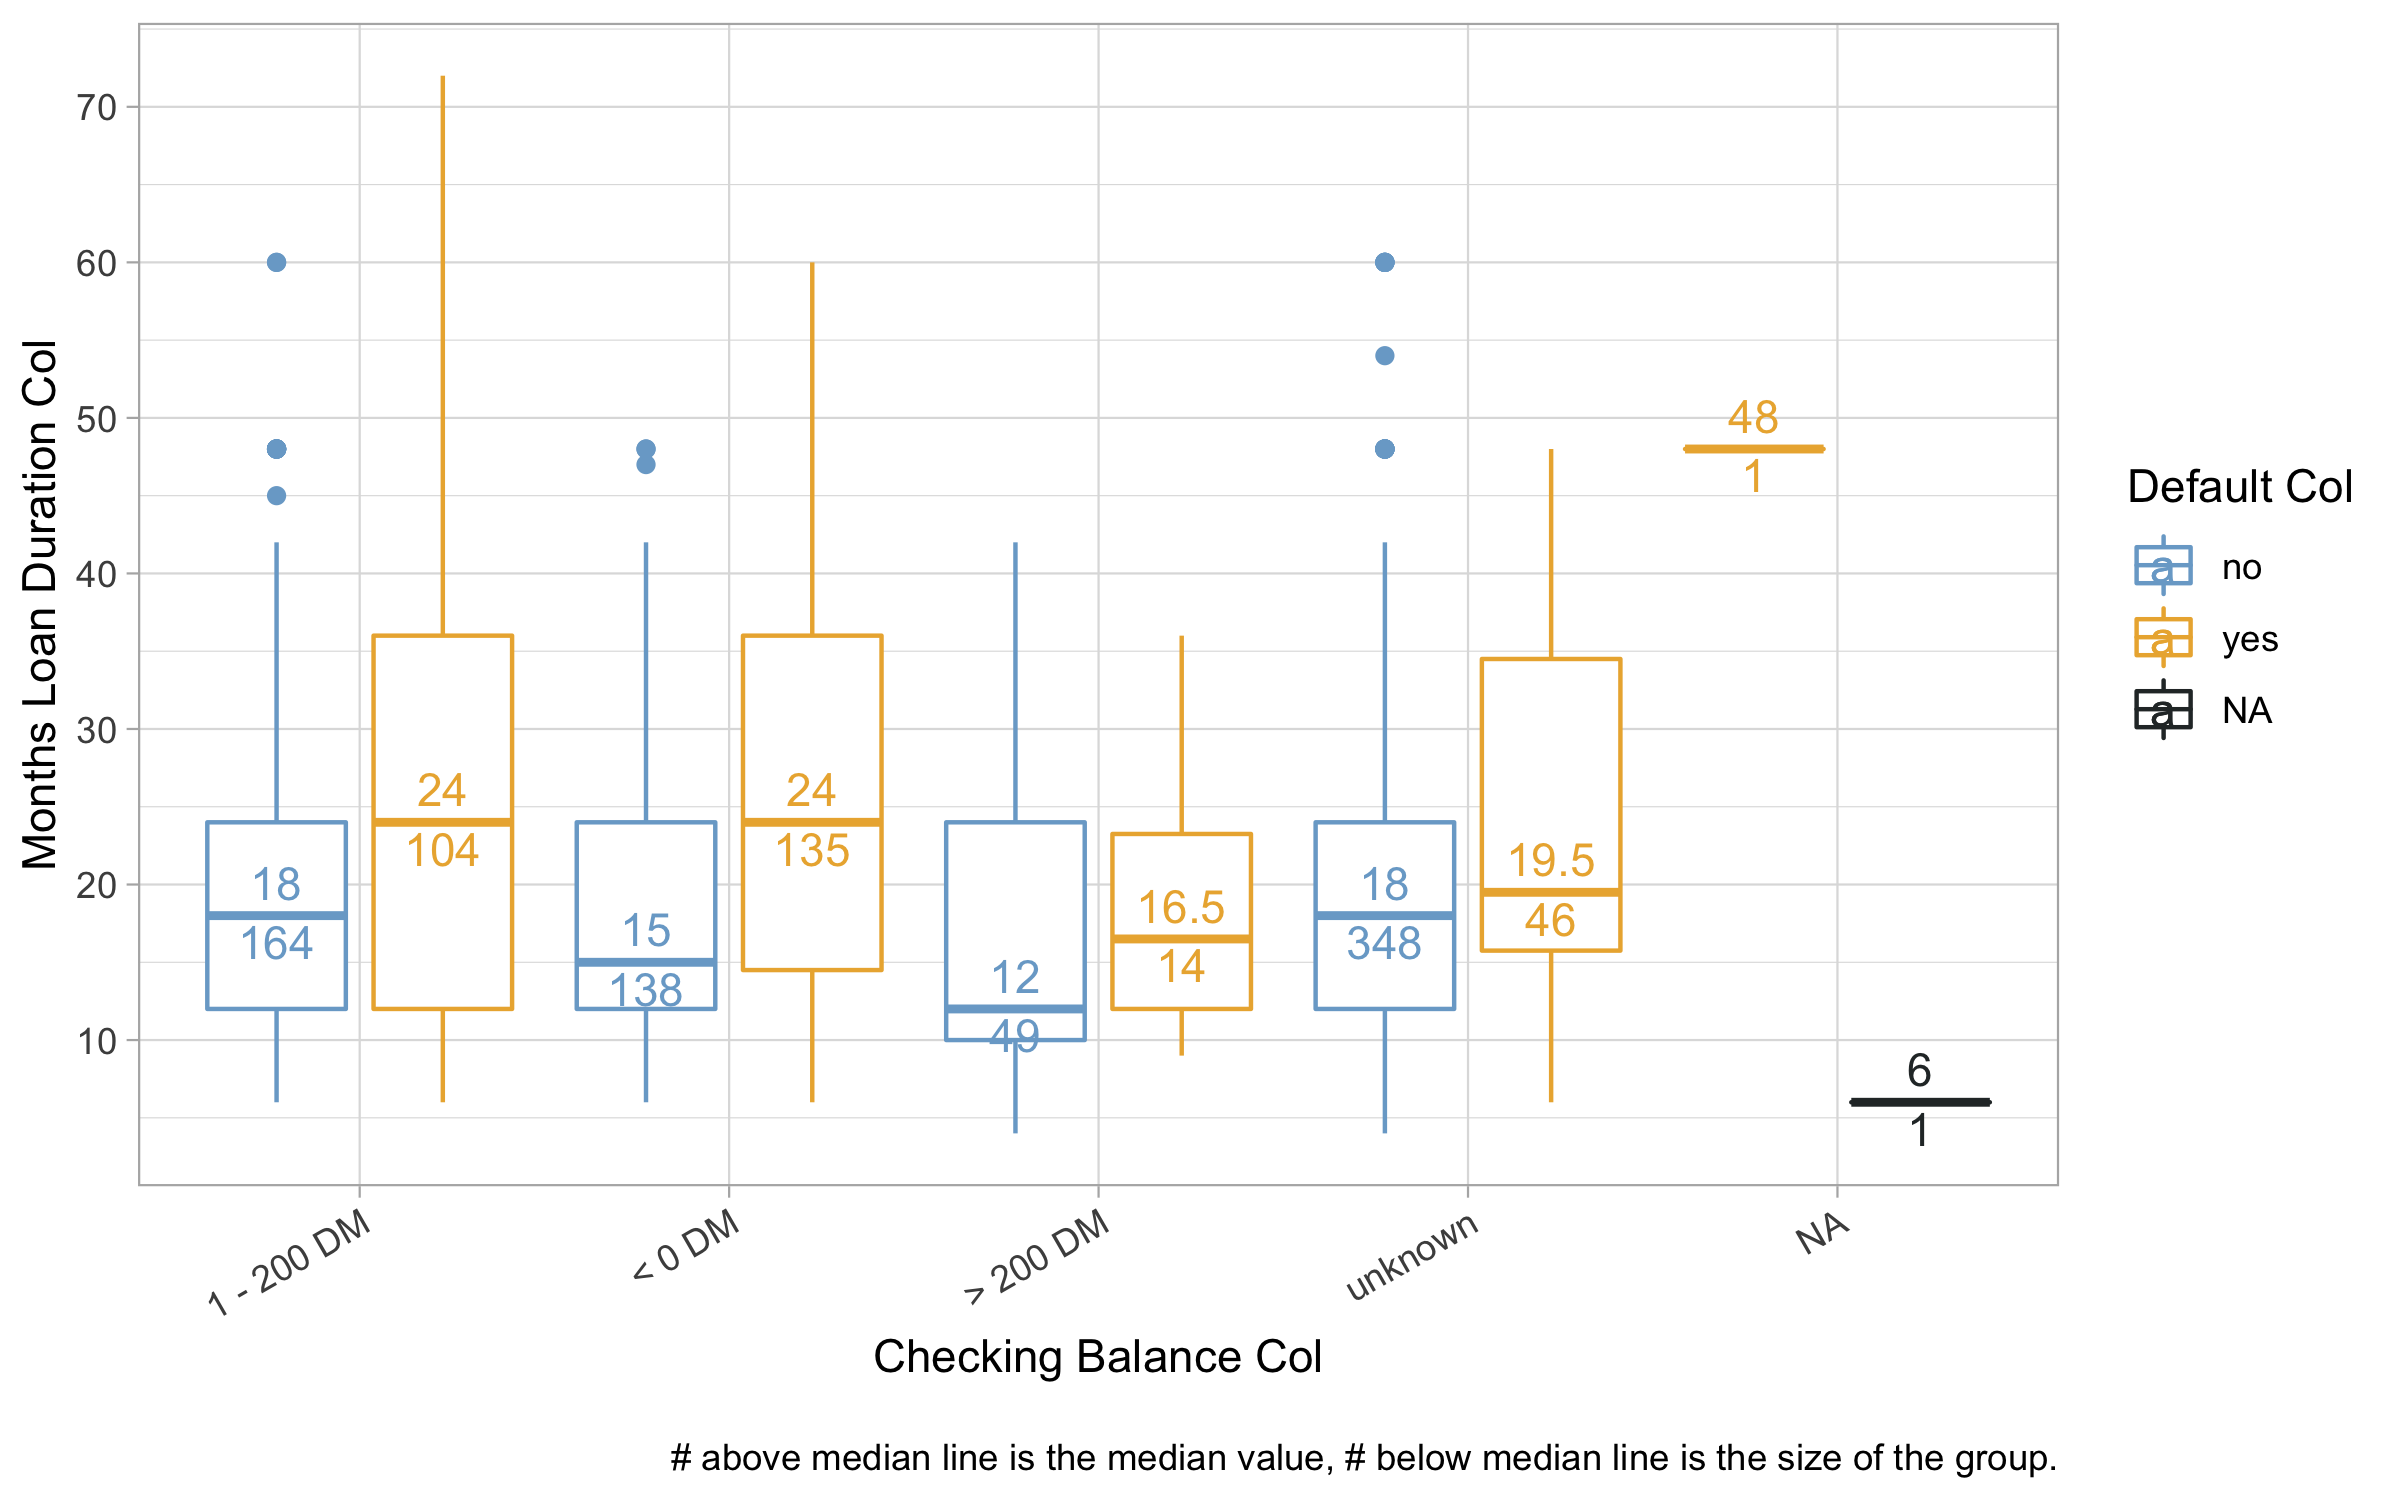 70
60
50
40
30
20
10
Months Loan Duration Col
18
164
24
104
15
138
24
135
12
49
16.5
14
18
348
19.5
46
48
1
6
1
1 - 200 DM
< 0 DM
> 200 DM
unknown
NA
Checking Balance Col
Default Col
a no
a yes
a NA
# above median line is the median value, # below median line is the size of the group.